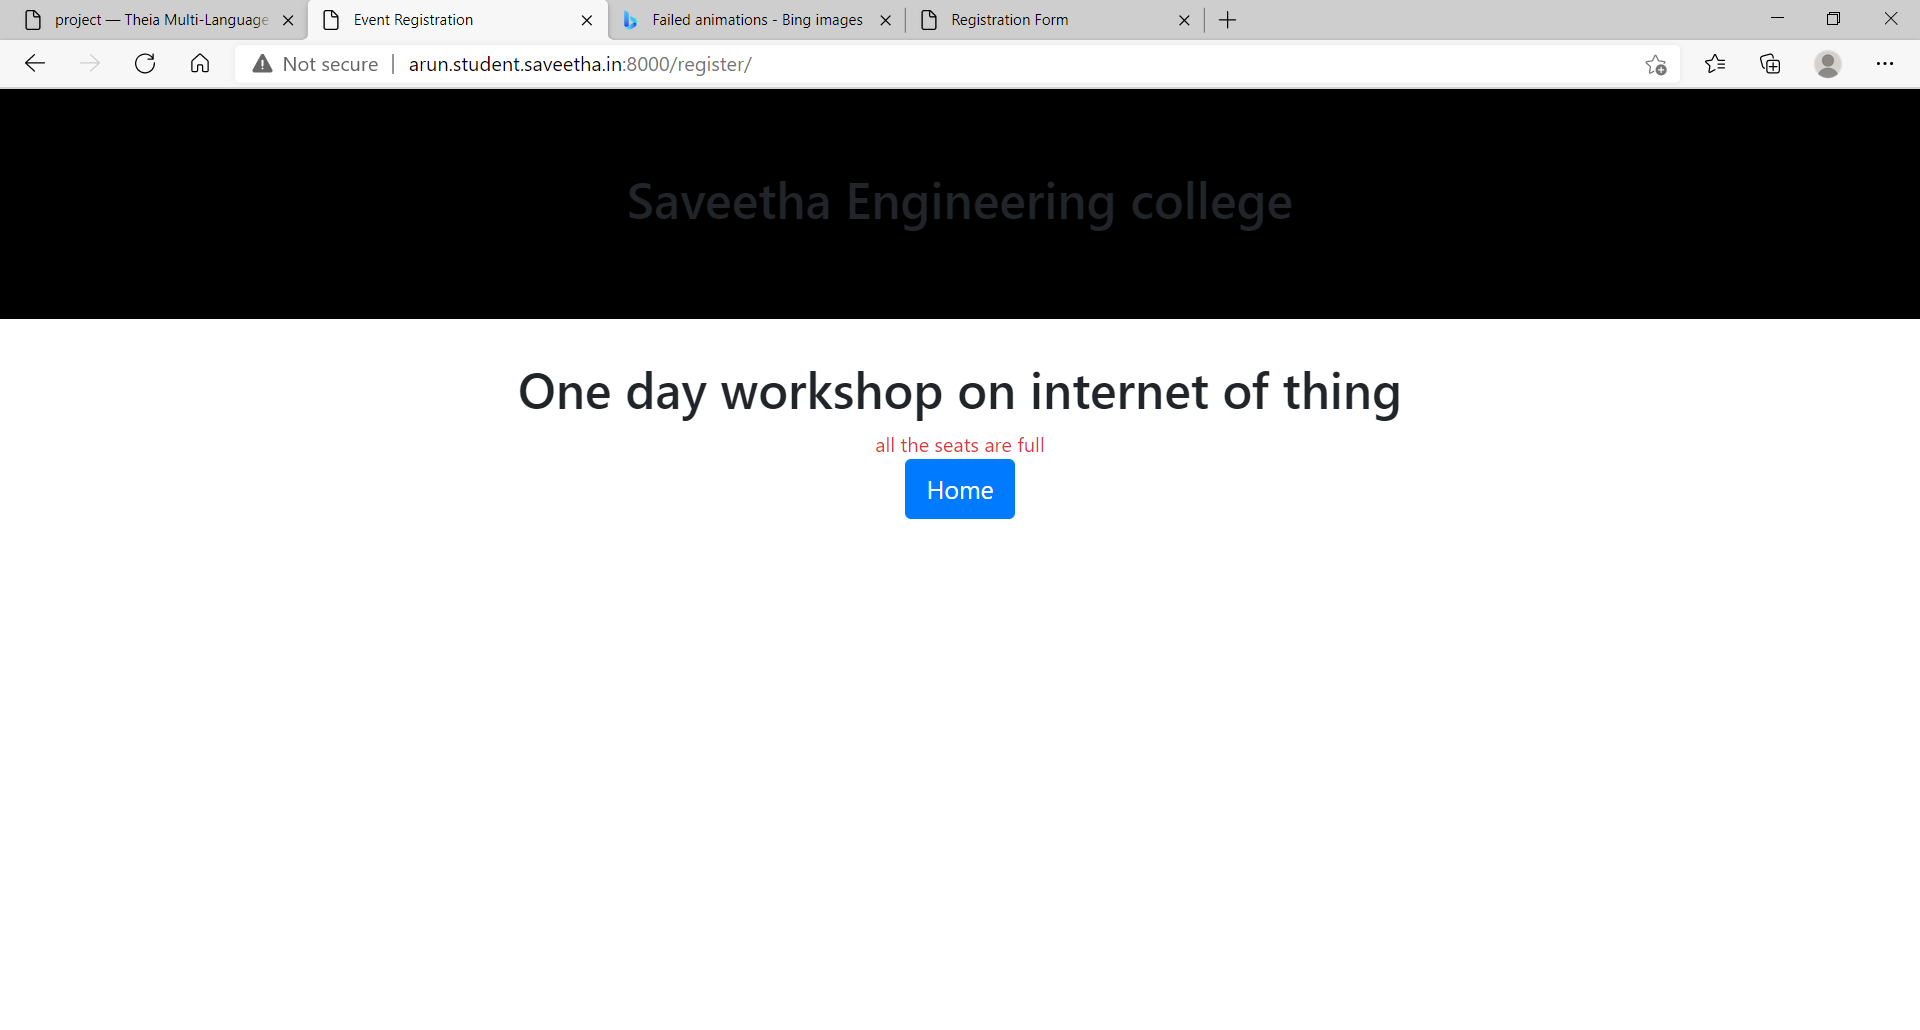 project — Theia Multi-Language
Event Registration
Failed animations - Bing images
Registration Form
Not secure
arun.student.saveetha.in:8000/register/
Saveetha Engineering college
One day workshop on internet of thing
all the seats are full
Home